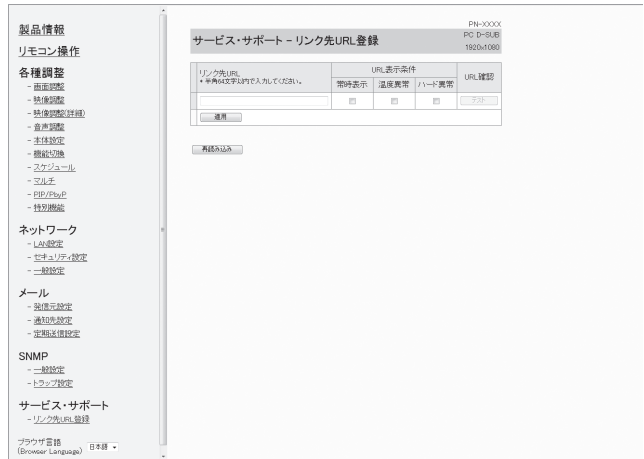 製品情報
リモコン操作
各種調整
- 画面調整
- 映像調整
- 映像調整(詳細)
- 音声調整
- 本体設定
- 機能切換
- スケジュール
- マルチ
- PIP/PbyP
- 特別機能
ネットワーク
- LAN設定
- セキュリティ設定
- 一般設定
メール
- 発信元設定
- 通知先設定
- 定期送信設定
SNMP
- 一般設定
- トラップ設定
サービス・サポート
- リンク先URL登録
ブラウザ言語
(Browser Language) 日本語
サービス・サポート - リンク先URL登録
PN-XXXX
PC D-SUB
1920x1080
リンク先URL
* 半角64文字以内で入力してください。
URL表示条件
URL確認
常時表示 温度異常 ハード異常
テスト
適用
再読み込み